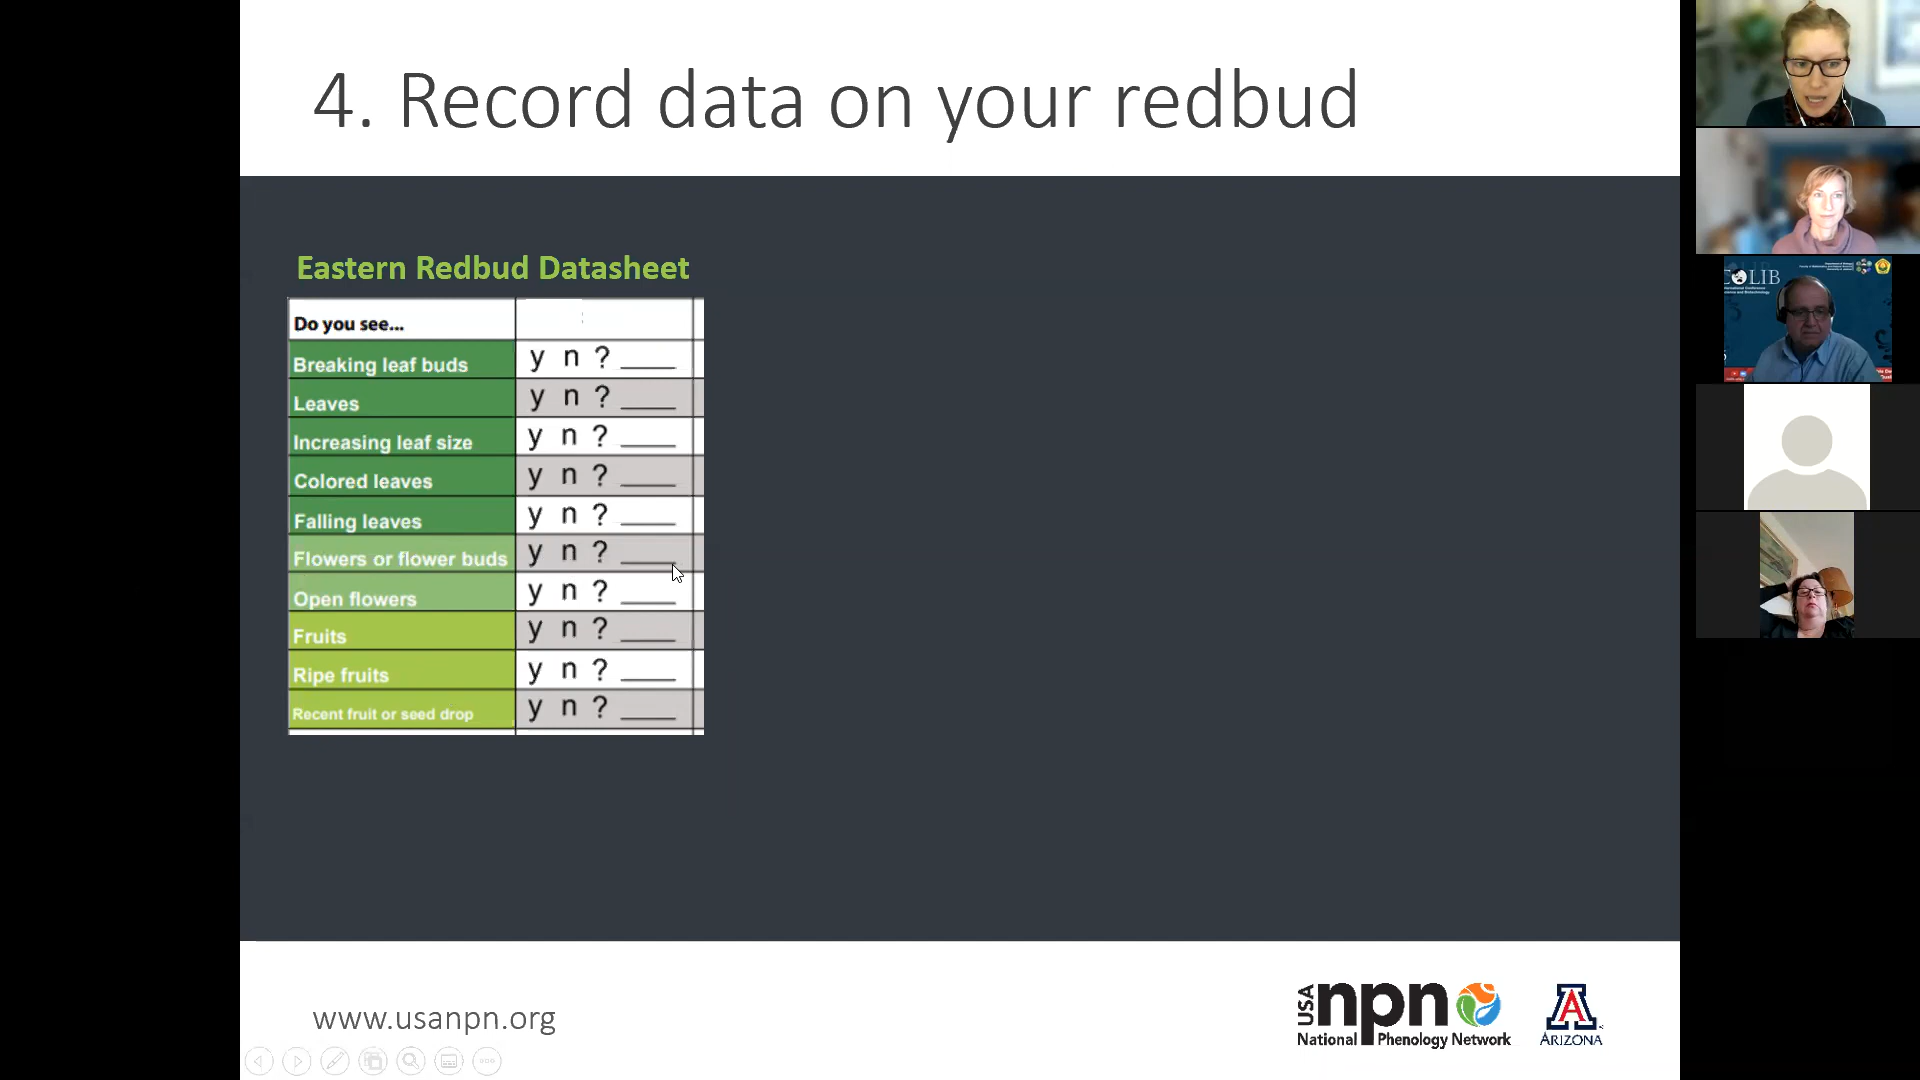 4. Record data on your redbud
Eastern Redbud Datasheet
Do you see...
Breaking leaf buds y n ? ____
Leaves y n ? ____
Increasing leaf size y n ? ____
Colored leaves y n ? ____
Falling leaves y n ? ____
Flowers or flower buds y n ? ____
Open flowers y n ? ____
Fruits y n ? ____
Ripe fruits y n ? ____
Recent fruit or seed drop y n ? ____
www.usanpn.org
USA npn
National Phenology Network
A
ARIZONA
OLIB